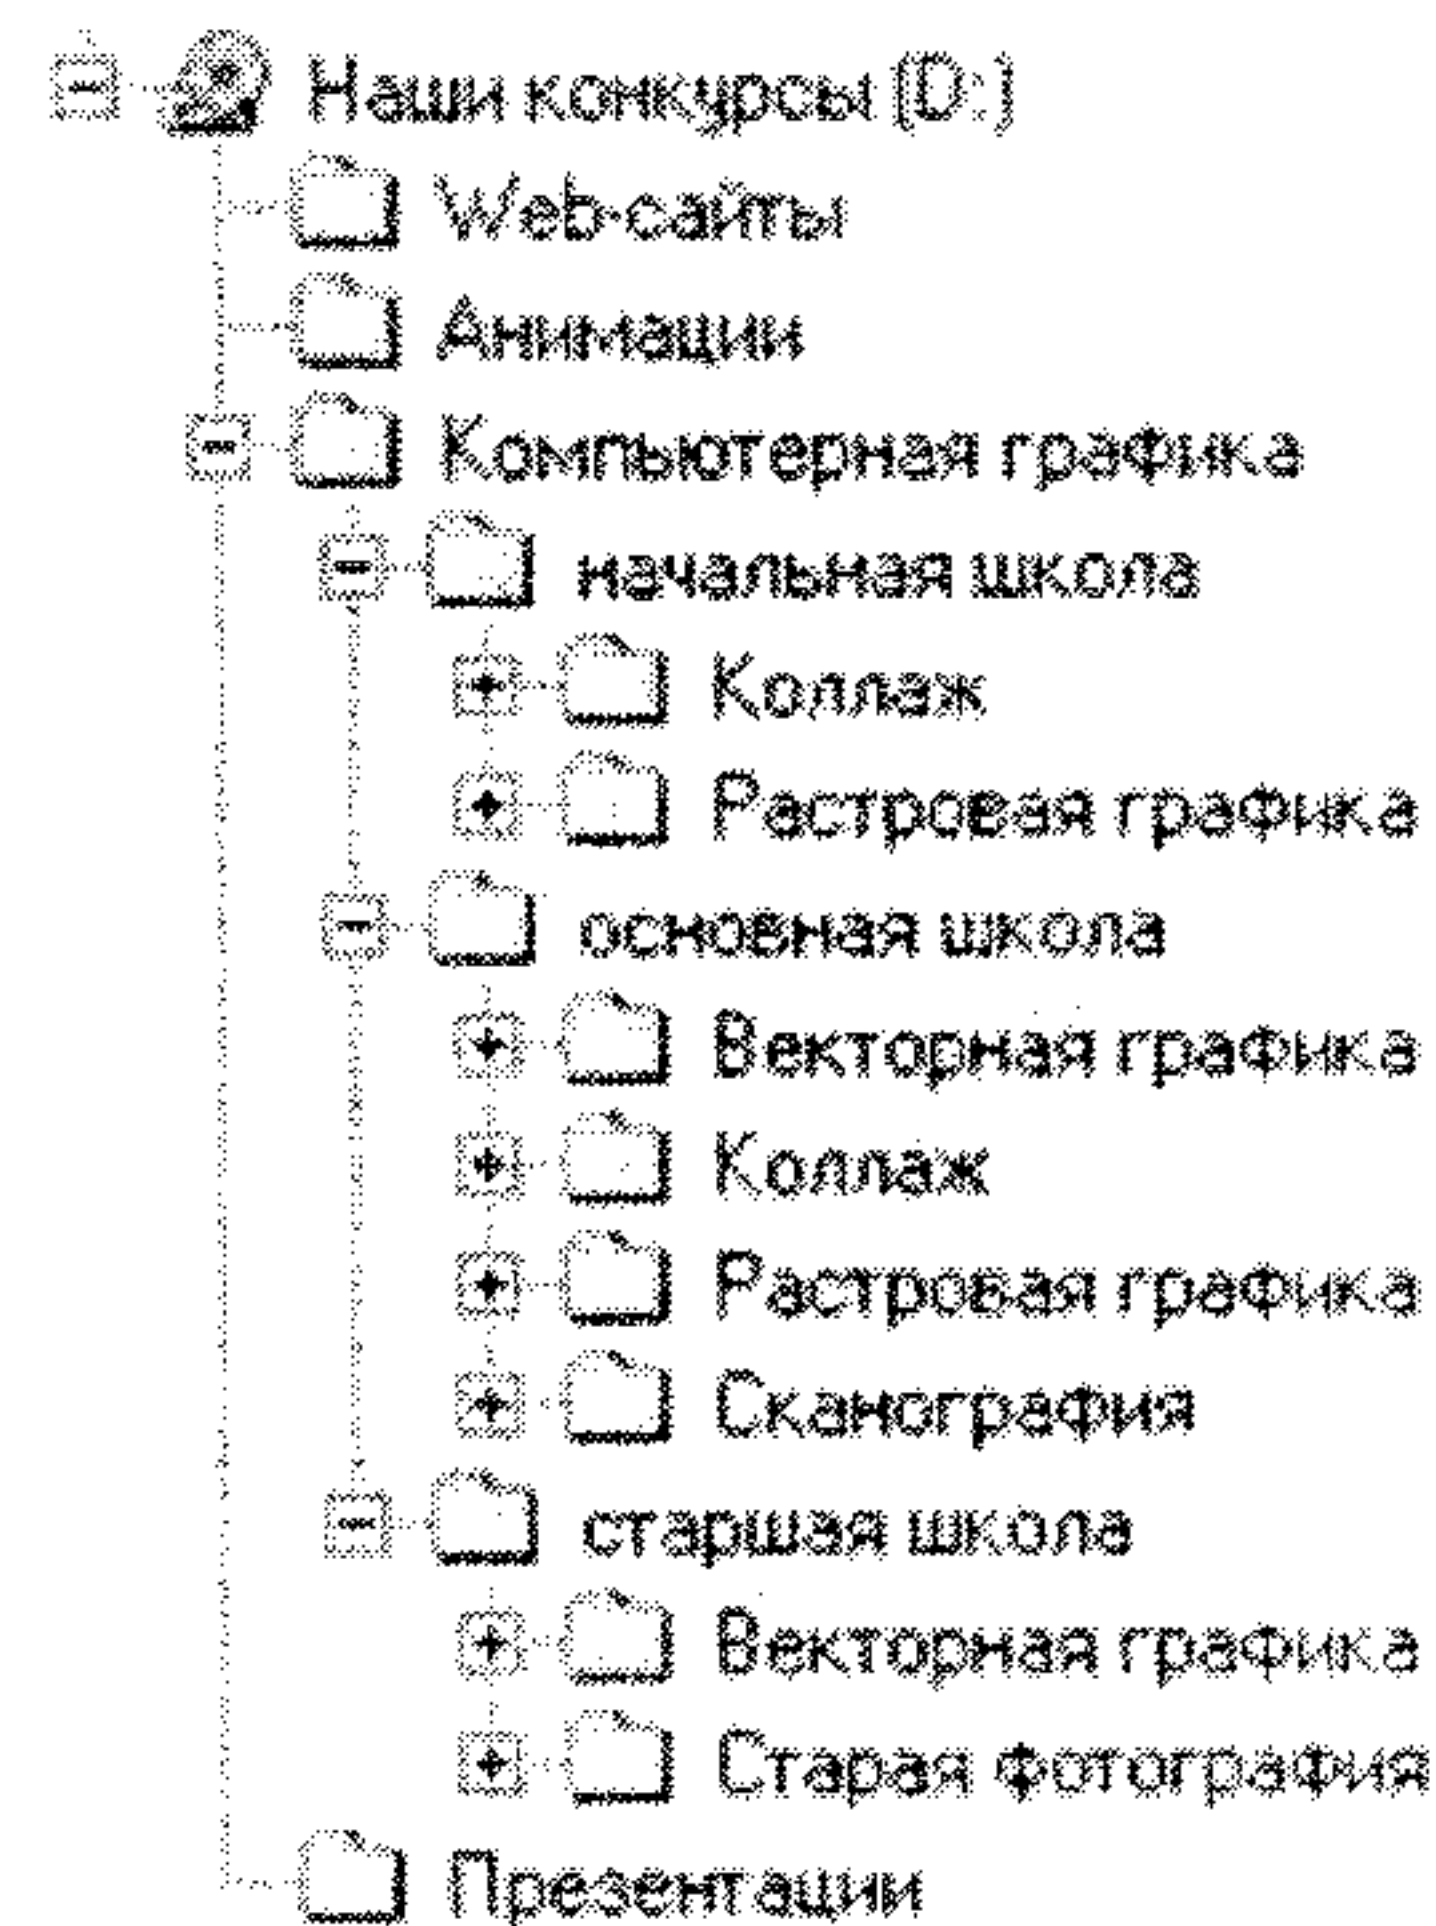 Наши конкурсы (D:)
Web-сайты
Анимации
Компьютерная графика
начальная школа
Коллаж
Растровая графика
основная школа
Векторная графика
Коллаж
Растровая графика
Сканография
старшая школа
Векторная графика
Старая фотография
Презентации